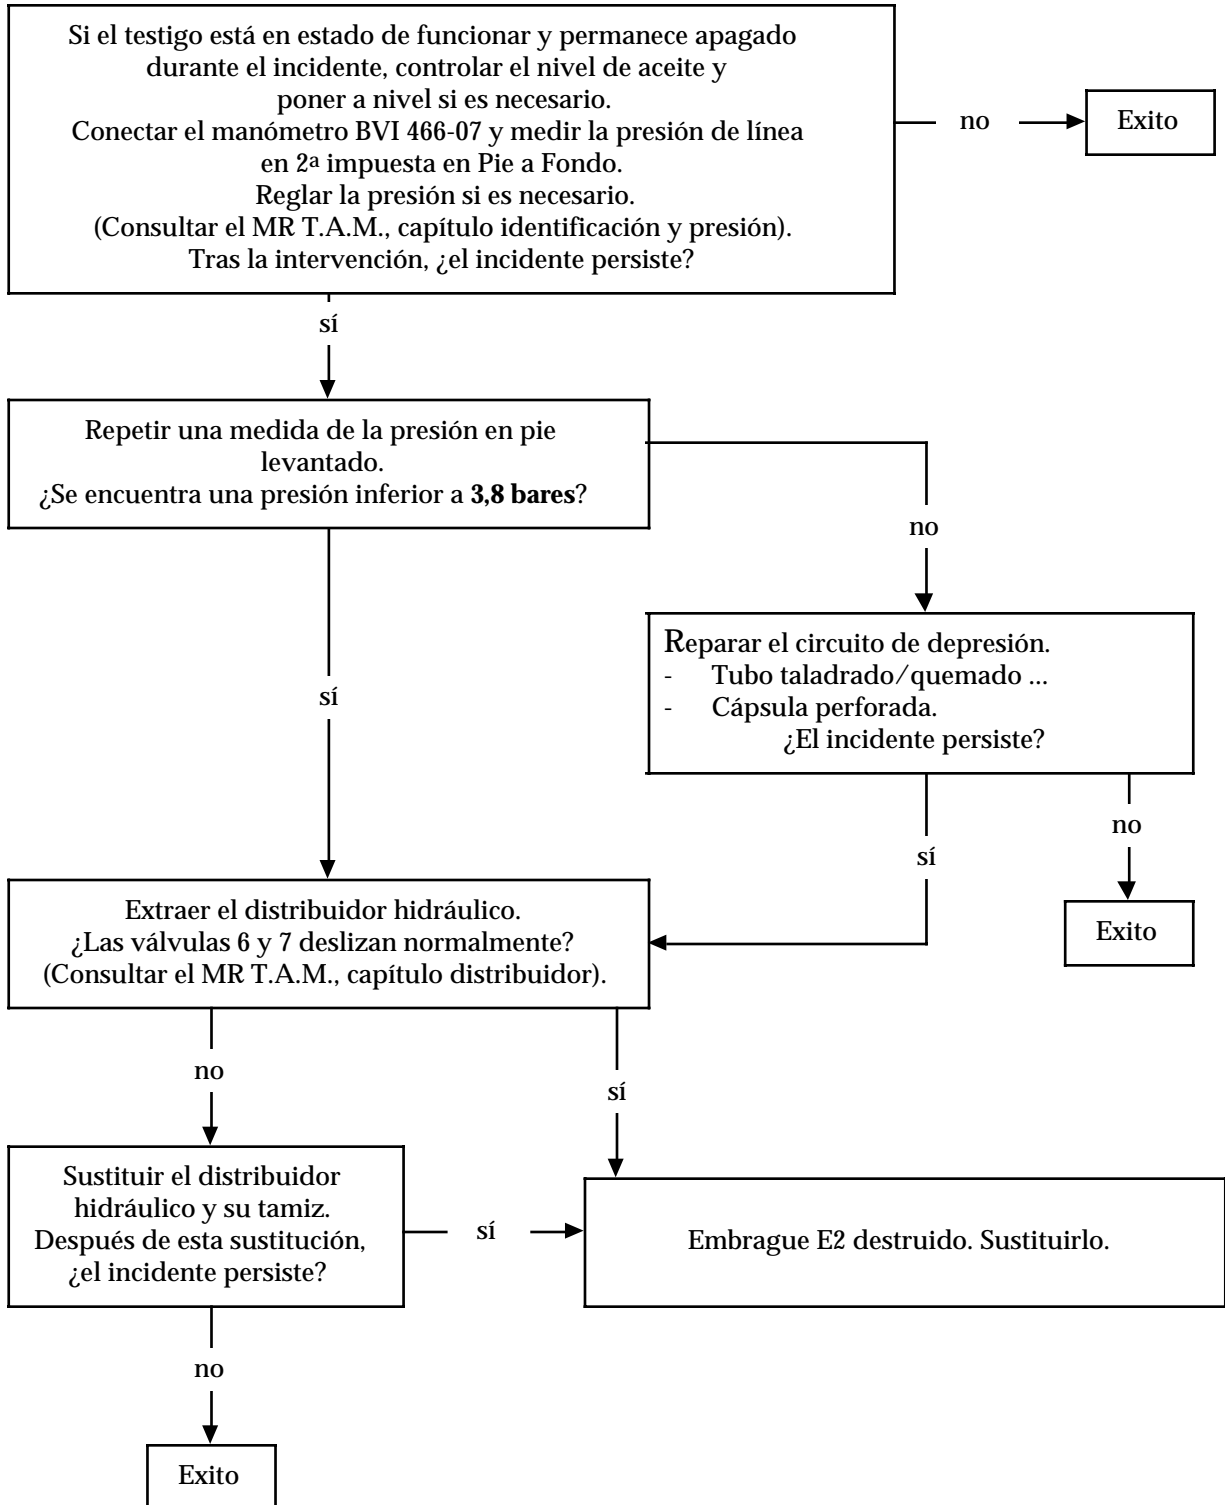 Si el testigo está en estado de funcionar y permanece apagado
durante el incidente, controlar el nivel de aceite y
poner a nivel si es necesario.
Conectar el manómetro BVI 466-07 y medir la presión de línea
en 2ª impuesta en Pie a Fondo.
Reglar la presión si es necesario.
(Consultar el MR T.A.M., capítulo identificación y presión).
Tras la intervención, ¿el incidente persiste?
no
Exito
sí
Repetir una medida de la presión en pie
levantado.
¿Se encuentra una presión inferior a 3,8 bares?
no
Reparar el circuito de depresión.
- Tubo taladrado/quemado ...
- Cápsula perforada.
¿El incidente persiste?
sí
no
sí
Exito
Extraer el distribuidor hidráulico.
¿Las válvulas 6 y 7 deslizan normalmente?
(Consultar el MR T.A.M., capítulo distribuidor).
no
sí
Sustituir el distribuidor
hidráulico y su tamiz.
Después de esta sustitución,
¿el incidente persiste?
sí
Embrague E2 destruido. Sustituirlo.
no
Exito